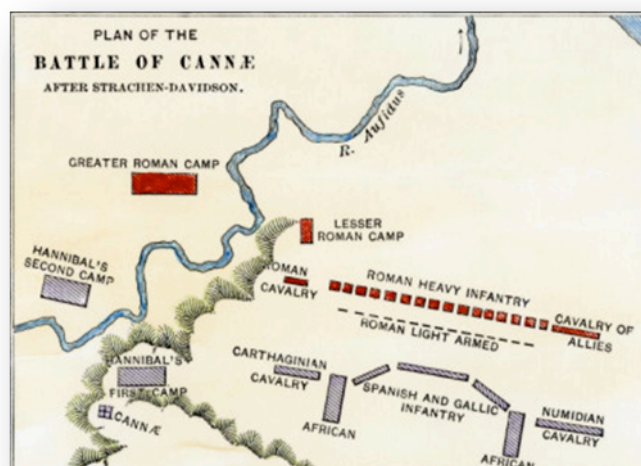 PLAN OF THE
BATTLE OF CANNÆ
AFTER STRACHEN-DAVIDSON.
R. Aufidus
GREATER ROMAN CAMP
LESSER
ROMAN CAMP
HANNIBAL'S
SECOND CAMP
ROMAN
CAVALRY
ROMAN HEAVY INFANTRY
CAVALRY OF
ALLIES
ROMAN LIGHT ARMED
HANNIBAL'S
FIRST CAMP
CANNÆ
CARTHAGINIAN
CAVALRY
SPANISH AND GALLIC
INFANTRY
AFRICAN
NUMIDIAN
CAVALRY
AFRICAN